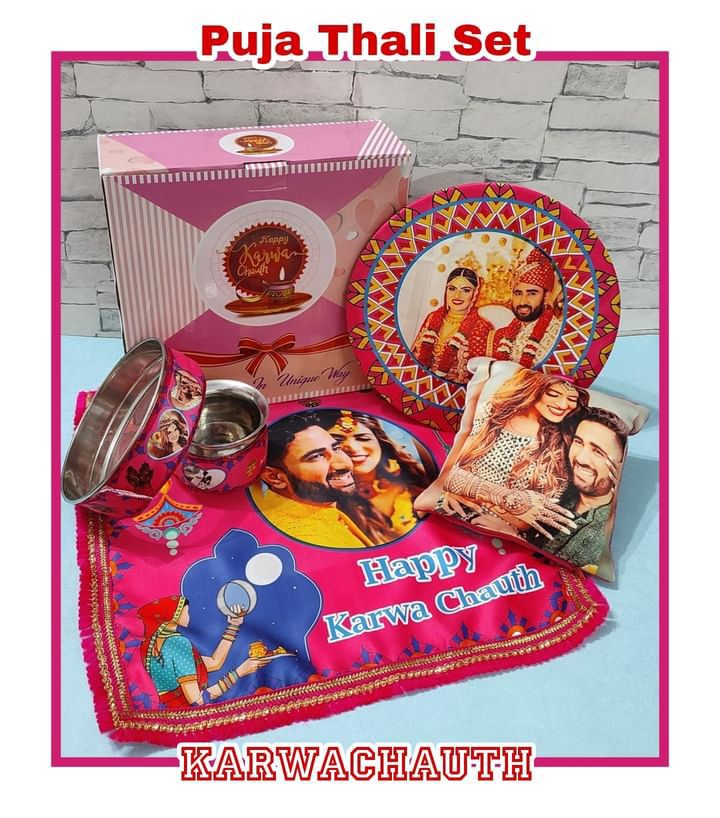 Puja Thali Set
Happy
Karwa
Chauth
In Unique Way
Happy
Karwa Chauth
KARWACHAUTH